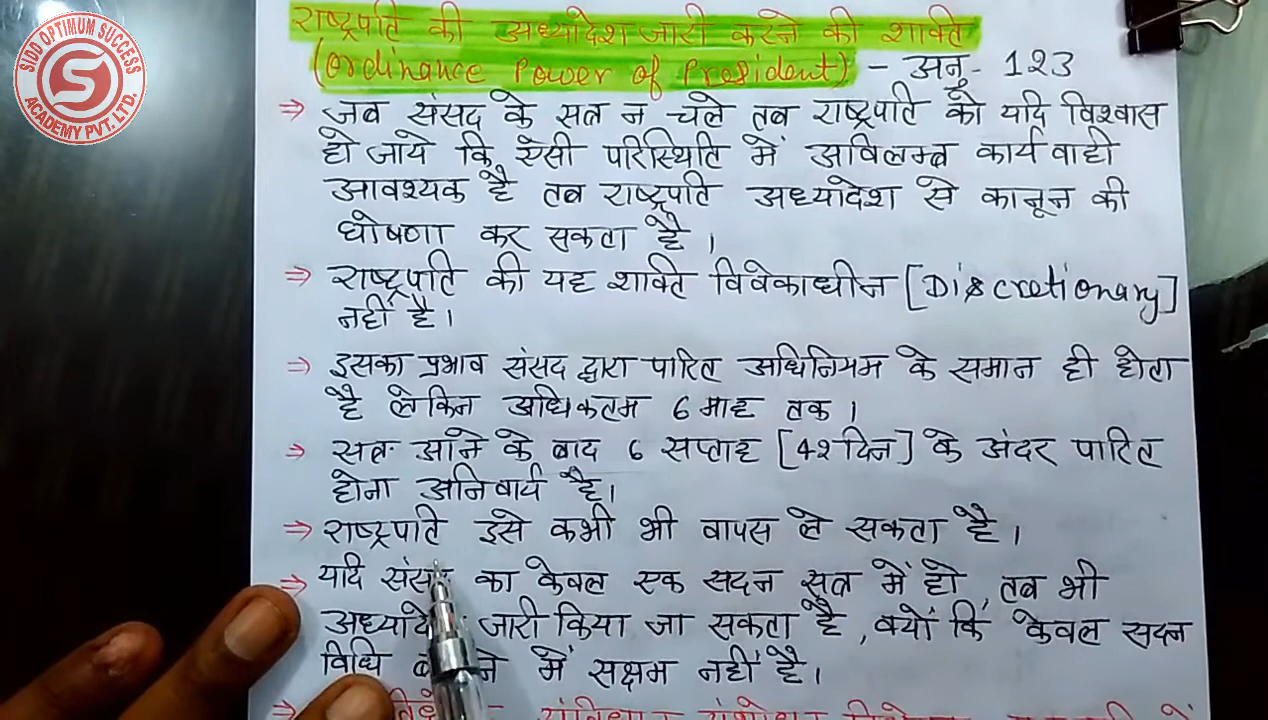 SIDD OPTIMUM SUCCESS
ACADEMY PVT. LTD.
राष्ट्रपति की अध्यादेश जारी करने की शक्ति
(Ordinance Power of President) - अनु. 123
⇒ जब संसद के सत्र न चले तब राष्ट्रपति को यदि विश्वास
हो जाये कि ऐसी परिस्थिति में अविलम्ब कार्यवाही
आवश्यक है तब राष्ट्रपति अध्यादेश से कानून की
घोषणा कर सकता है।
⇒ राष्ट्रपति की यह शक्ति विवेकाधीन [Discretionary]
नहीं है।
⇒ इसका प्रभाव संसद द्वारा पारित अधिनियम के समान ही होता
है लेकिन अधिकतम 6 माह तक।
⇒ सत्र आने के बाद 6 सप्ताह [42 दिन] के अंदर पारित
होना अनिवार्य है।
⇒ राष्ट्रपति इसे कभी भी वापस ले सकता है।
⇒ यदि संसद का केवल एक सदन सत्र में हो, तब भी
जारी किया जा सकता है, क्यों कि केवल सदन
विधि में सक्षम नहीं है।